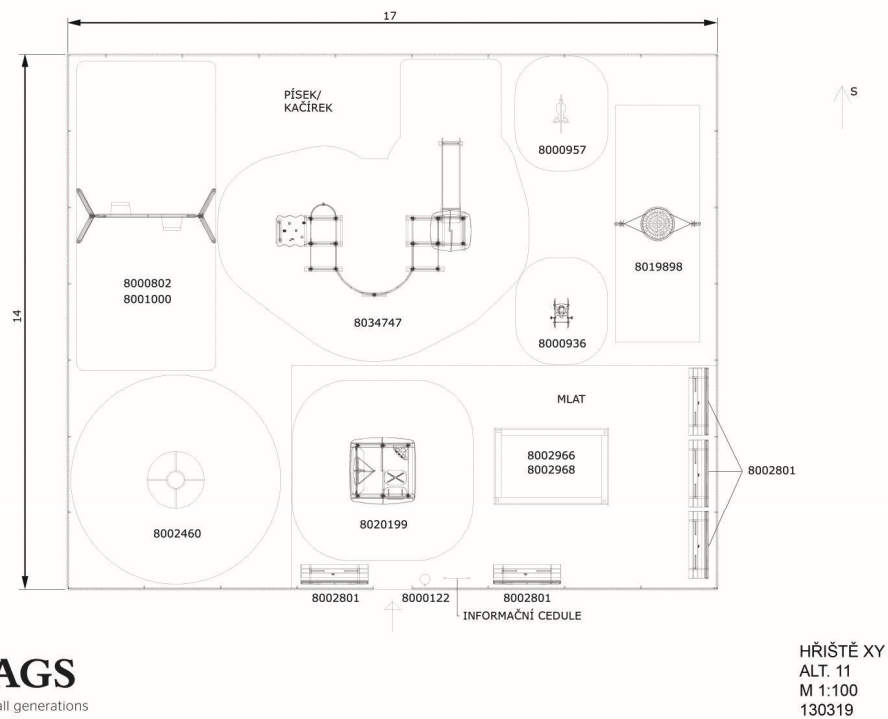 17
S
PÍSEK/
KAČÍREK
8000957
8019898
8000802
8001000
14
8034747
8000936
MLAT
8002966
8002968
8002801
8020199
8002460
8002801
8000122
8002801
INFORMAČNÍ CEDULE
HŘIŠTĚ XY
ALT. 11
M 1:100
130319
AGS
all generations